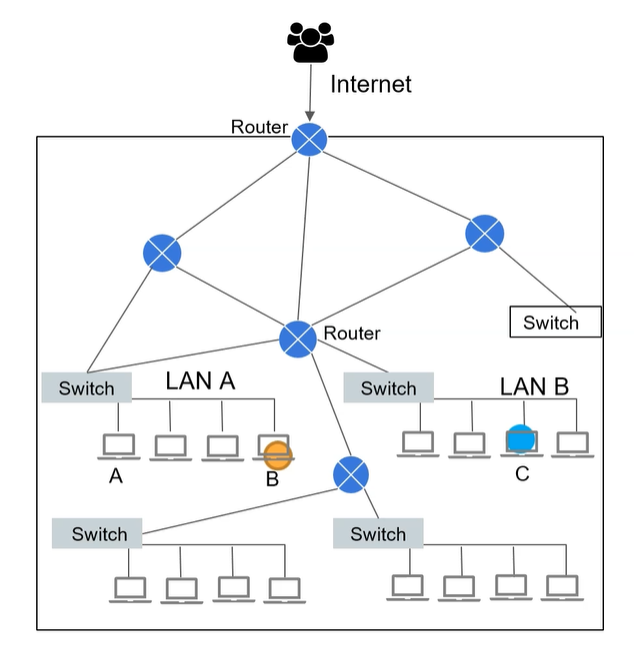 Internet
Router
Switch
Router
Switch
LAN A
Switch
LAN B
A
B
C
Switch
Switch